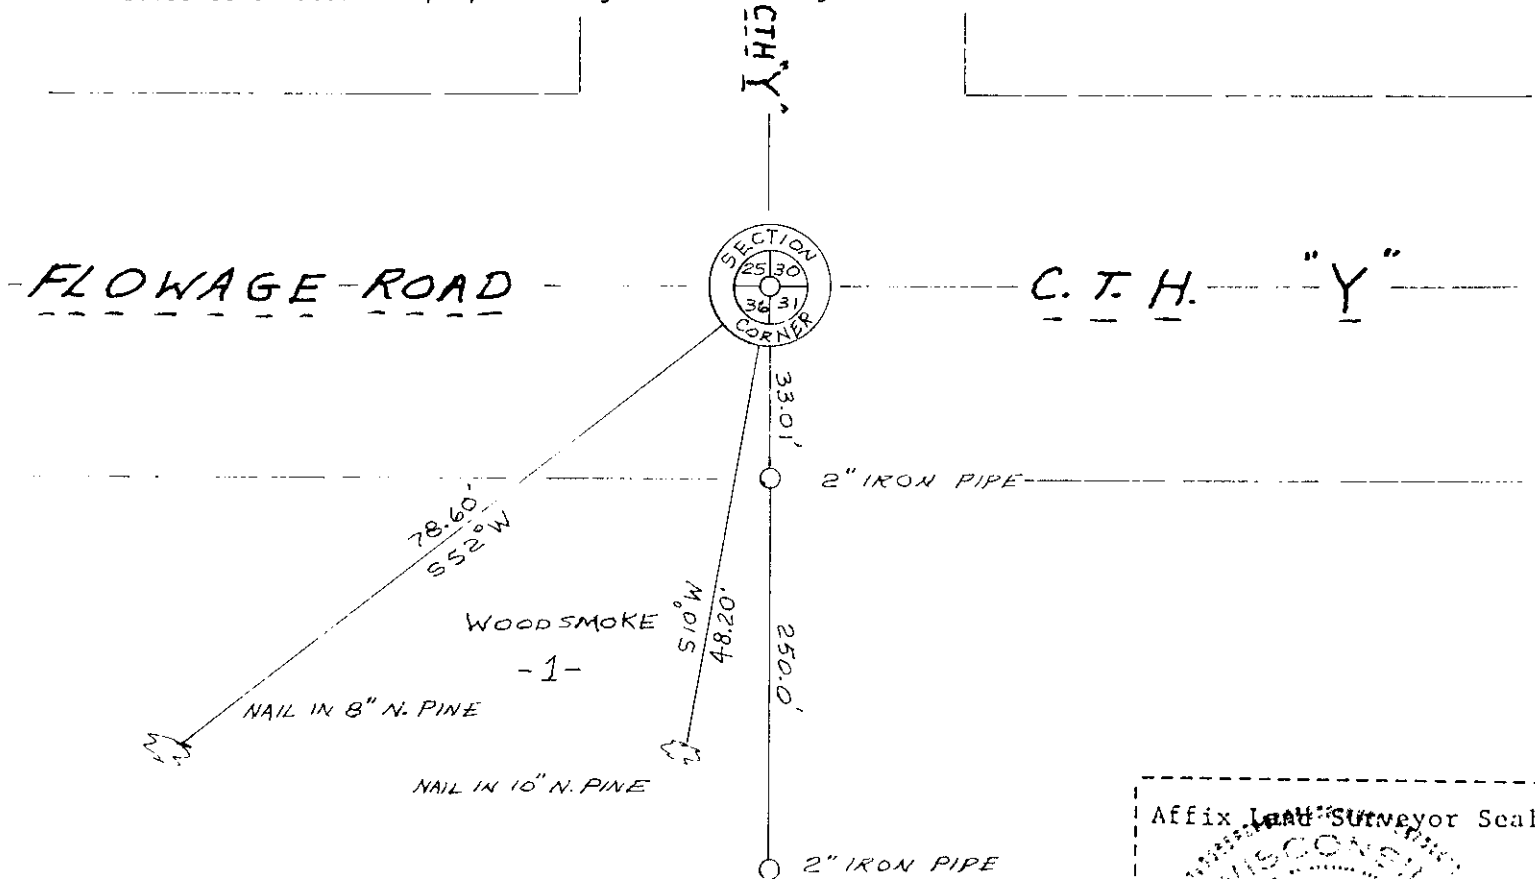 CTH "Y"
SECTION
25 30
36 31
CORNER
FLOWAGE ROAD
C. T. H. "Y"
33.01'
2" IRON PIPE
78.60'
S52°W
S10°W
48.20'
250.0'
WOODSMOKE
-1-
NAIL IN 8" N. PINE
NAIL IN 10" N. PINE
2" IRON PIPE
Affix Land Surveyor Seal
WISCONSI